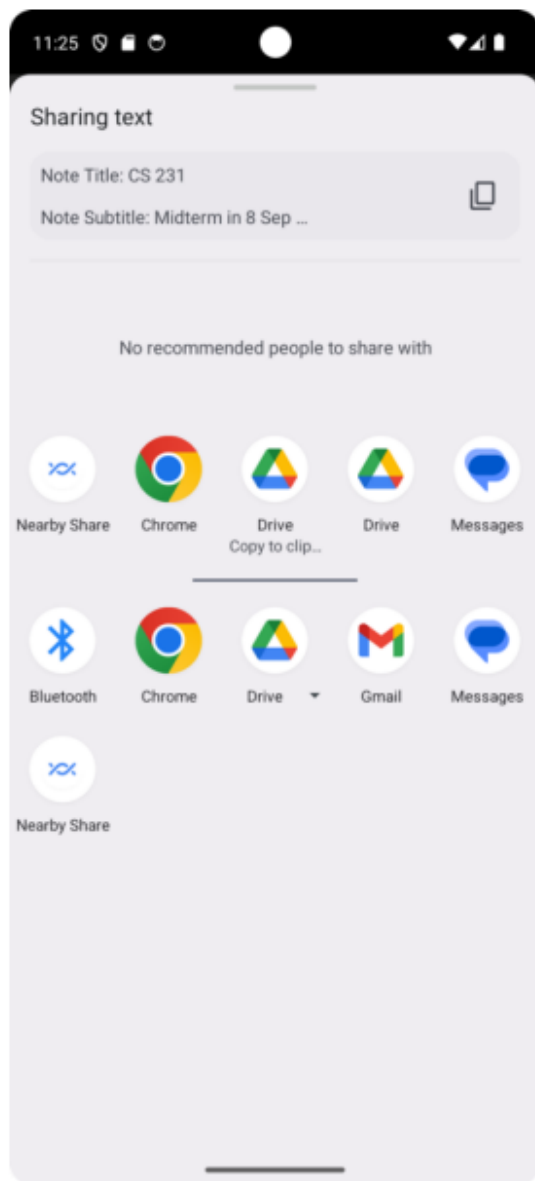 11:25
Sharing text
Note Title: CS 231
Note Subtitle: Midterm in 8 Sep ...
No recommended people to share with
Nearby Share Chrome Drive Drive Messages
Copy to clip...
Bluetooth Chrome Drive Gmail Messages
Nearby Share